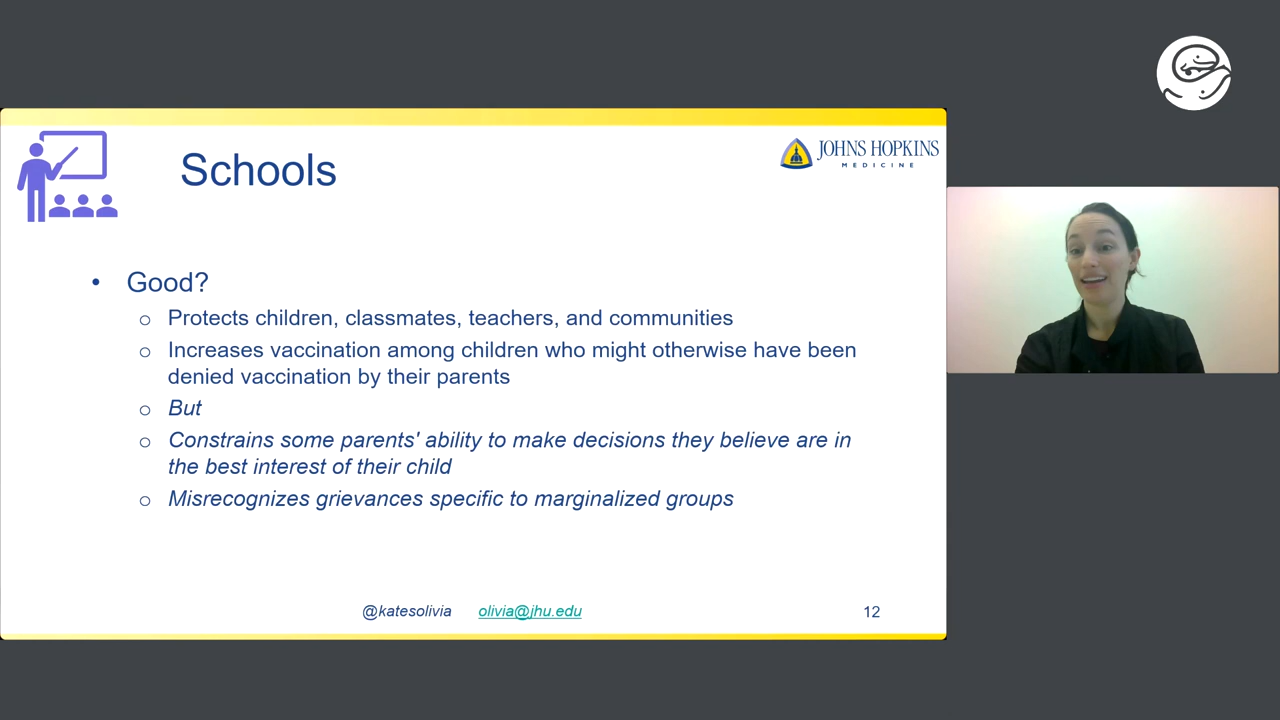 Schools
JOHNS HOPKINS
MEDICINE
• Good?
o Protects children, classmates, teachers, and communities
o Increases vaccination among children who might otherwise have been
denied vaccination by their parents
o But
o Constrains some parents' ability to make decisions they believe are in
the best interest of their child
o Misrecognizes grievances specific to marginalized groups
@katesolivia olivia@jhu.edu 12